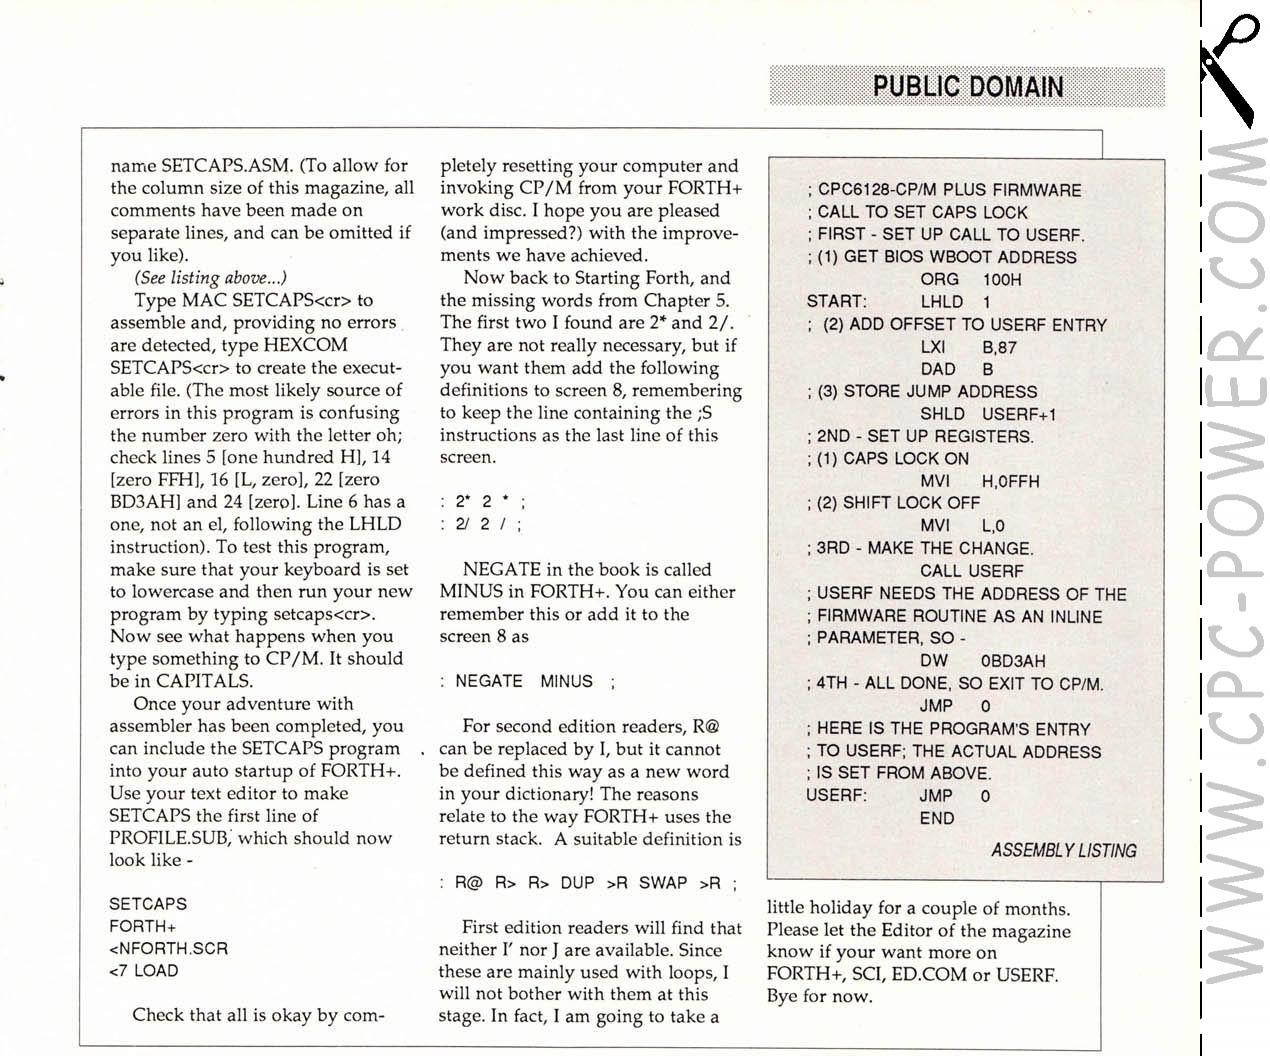 PUBLIC DOMAIN
name SETCAPS.ASM. (To allow for
the column size of this magazine, all
comments have been made on
separate lines, and can be omitted if
you like).
(See listing above...)
Type MAC SETCAPS<cr> to
assemble and, providing no errors
are detected, type HEXCOM
SETCAPS<cr> to create the execut-
able file. (The most likely source of
errors in this program is confusing
the number zero with the letter oh;
check lines 5 [one hundred H], 14
[zero FFH], 16 [L, zero], 22 [zero
BD3AH] and 24 [zero]. Line 6 has a
one, not an el, following the LHLD
instruction). To test this program,
make sure that your keyboard is set
to lowercase and then run your new
program by typing setcaps<cr>.
Now see what happens when you
type something to CP/M. It should
be in CAPITALS.
Once your adventure with
assembler has been completed, you
can include the SETCAPS program
into your auto startup of FORTH+.
Use your text editor to make
SETCAPS the first line of
PROFILE.SUB, which should now
look like -
SETCAPS
FORTH+
<NFORTH.SCR
<7 LOAD
Check that all is okay by com-
pletely resetting your computer and
invoking CP/M from your FORTH+
work disc. I hope you are pleased
(and impressed?) with the improve-
ments we have achieved.
Now back to Starting Forth, and
the missing words from Chapter 5.
The first two I found are 2* and 2/.
They are not really necessary, but if
you want them add the following
definitions to screen 8, remembering
to keep the line containing the ;S
instructions as the last line of this
screen.
: 2* 2 * ;
: 2/ 2 / ;
NEGATE in the book is called
MINUS in FORTH+. You can either
remember this or add it to the
screen 8 as
: NEGATE MINUS ;
For second edition readers, R@
can be replaced by I, but it cannot
be defined this way as a new word
in your dictionary! The reasons
relate to the way FORTH+ uses the
return stack. A suitable definition is
: R@ R> R> DUP >R SWAP >R ;
First edition readers will find that
neither I' nor J are available. Since
these are mainly used with loops, I
will not bother with them at this
stage. In fact, I am going to take a
; CPC6128-CP/M PLUS FIRMWARE
; CALL TO SET CAPS LOCK
; FIRST - SET UP CALL TO USERF.
; (1) GET BIOS WBOOT ADDRESS
ORG 100H
START: LHLD 1
; (2) ADD OFFSET TO USERF ENTRY
LXI B,87
DAD B
; (3) STORE JUMP ADDRESS
SHLD USERF+1
; 2ND - SET UP REGISTERS.
; (1) CAPS LOCK ON
MVI H,0FFH
; (2) SHIFT LOCK OFF
MVI L,0
; 3RD - MAKE THE CHANGE.
CALL USERF
; USERF NEEDS THE ADDRESS OF THE
; FIRMWARE ROUTINE AS AN INLINE
; PARAMETER, SO -
DW 0BD3AH
; 4TH - ALL DONE, SO EXIT TO CP/M.
JMP 0
; HERE IS THE PROGRAM'S ENTRY
; TO USERF; THE ACTUAL ADDRESS
; IS SET FROM ABOVE.
USERF: JMP 0
END
ASSEMBLY LISTING
little holiday for a couple of months.
Please let the Editor of the magazine
know if your want more on
FORTH+, SCI, ED.COM or USERF.
Bye for now.
WWW.CPC-POWER.COM